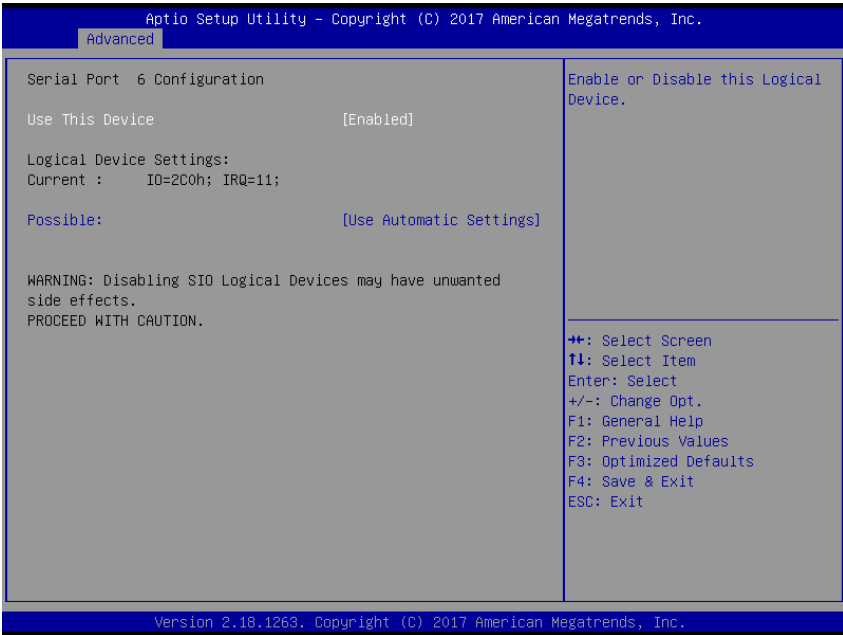 Aptio Setup Utility – Copyright (C) 2017 American Megatrends, Inc.
Advanced
Serial Port 6 Configuration
Use This Device [Enabled]
Logical Device Settings:
Current : IO=2C0h; IRQ=11;
Possible: [Use Automatic Settings]
WARNING: Disabling SIO Logical Devices may have unwanted
side effects.
PROCEED WITH CAUTION.
Enable or Disable this Logical
Device.
→←: Select Screen
↑↓: Select Item
Enter: Select
+/-: Change Opt.
F1: General Help
F2: Previous Values
F3: Optimized Defaults
F4: Save & Exit
ESC: Exit
Version 2.18.1263. Copyright (C) 2017 American Megatrends, Inc.